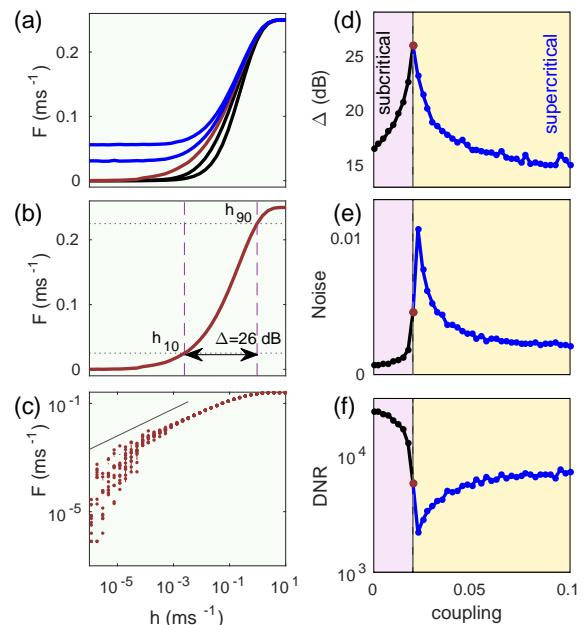 (a)
0.2
0.1
0
F (ms⁻¹)
(b)
h₉₀
0.2
0.1
0
F (ms⁻¹)
h₁₀
Δ=26 dB
(c)
10⁻¹
10⁻⁵
F (ms⁻¹)
10⁻⁵ 10⁻³ 10⁻¹ 10¹
h (ms⁻¹)
(d)
25
20
15
Δ (dB)
subcritical
supercritical
(e)
0.01
0
Noise
(f)
10⁴
10³
DNR
0 0.05 0.1
coupling